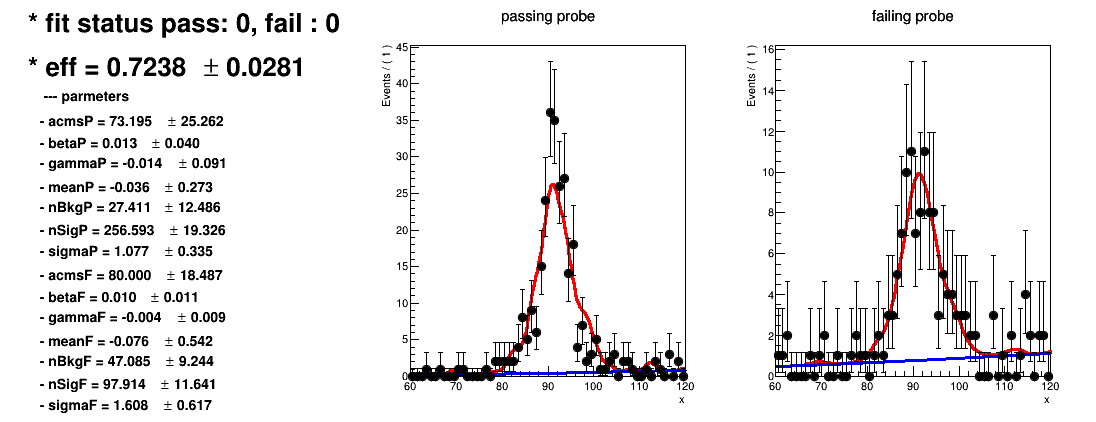 * fit status pass: 0, fail : 0
* eff = 0.7238 ± 0.0281
--- parmeters
- acmsP = 73.195 ± 25.262
- betaP = 0.013 ± 0.040
- gammaP = -0.014 ± 0.091
- meanP = -0.036 ± 0.273
- nBkgP = 27.411 ± 12.486
- nSigP = 256.593 ± 19.326
- sigmaP = 1.077 ± 0.335
- acmsF = 80.000 ± 18.487
- betaF = 0.010 ± 0.011
- gammaF = -0.004 ± 0.009
- meanF = -0.076 ± 0.542
- nBkgF = 47.085 ± 9.244
- nSigF = 97.914 ± 11.641
- sigmaF = 1.608 ± 0.617
passing probe
Events / ( 1 )
45
40
35
30
25
20
15
10
5
0
60 70 80 90 100 110 120
x
failing probe
Events / ( 1 )
16
14
12
10
8
6
4
2
0
60 70 80 90 100 110 120
x